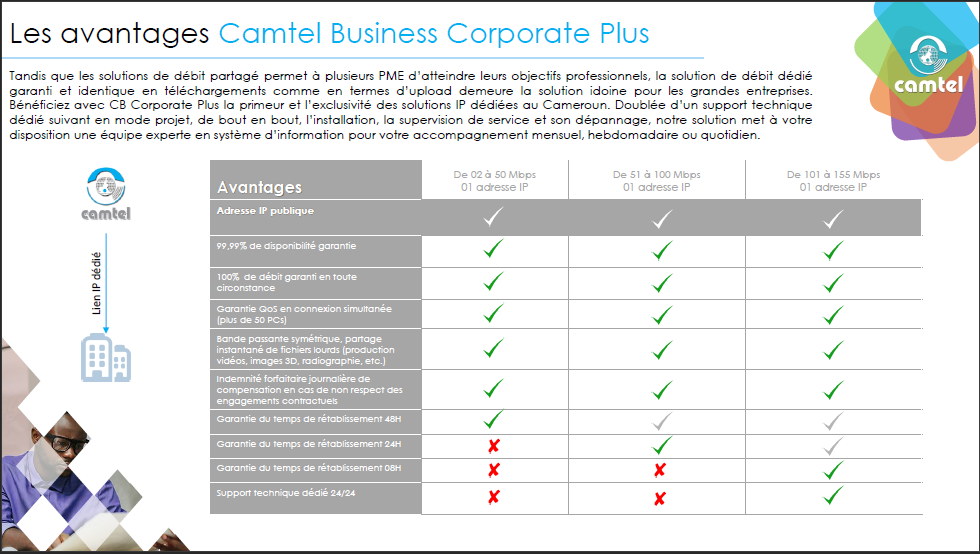 Les avantages Camtel Business Corporate Plus
camtel
Tandis que les solutions de débit partagé permet à plusieurs PME d'atteindre leurs objectifs professionnels, la solution de débit dédié
garanti et identique en téléchargements comme en termes d'upload demeure la solution idoine pour les grandes entreprises.
Bénéficiez avec CB Corporate Plus la primeur et l'exclusivité des solutions IP dédiées au Cameroun. Doublée d'un support technique
dédié suivant en mode projet, de bout en bout, l'installation, la supervision de service et son dépannage, notre solution met à votre
disposition une équipe experte en système d'information pour votre accompagnement mensuel, hebdomadaire ou quotidien.
camtel
Lien IP dédié
Avantages
De 02 à 50 Mbps
01 adresse IP
De 51 à 100 Mbps
01 adresse IP
De 101 à 155 Mbps
01 adresse IP
Adresse IP publique
99,99% de disponibilité garantie
100% de débit garanti en toute
circonstance
Garantie QoS en connexion simultanée
(plus de 50 PCs)
Bande passante symétrique, partage
instantané de fichiers lourds (production
vidéos, images 3D, radiographie, etc.)
Indemnité forfaitaire journalière de
compensation en cas de non respect des
engagements contractuels
Garantie du temps de rétablissement 48H
Garantie du temps de rétablissement 24H
Garantie du temps de rétablissement 08H
Support technique dédié 24/24